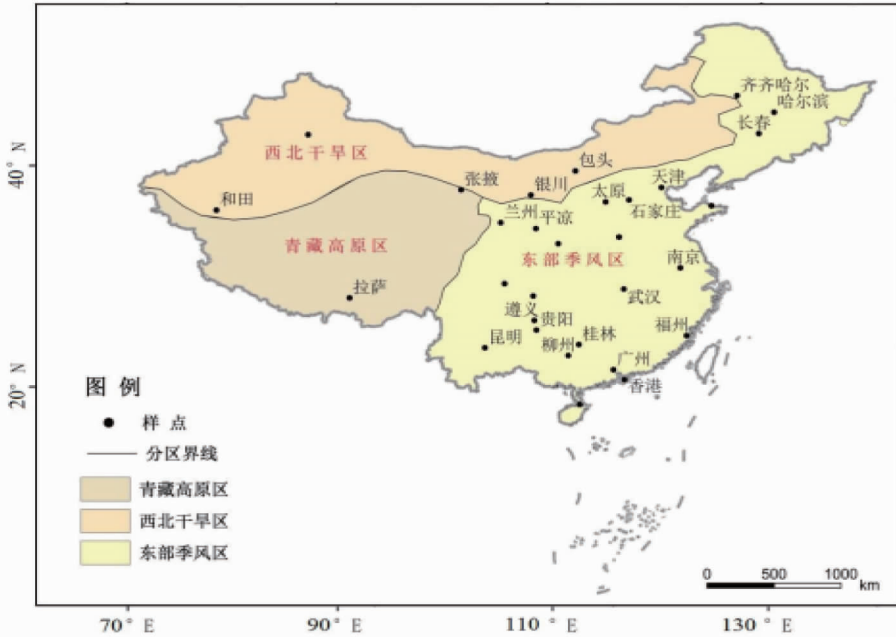 齐齐哈尔
哈尔滨
长春
西北干旱区
包头
40° N
张掖
银川
天津
太原
和田
兰州
平凉
石家庄
青藏高原区
东部季风区
南京
拉萨
武汉
遵义
贵阳
福州
昆明
桂林
柳州
广州
香港
20° N
图 例
样 点
分区界线
青藏高原区
西北干旱区
东部季风区
0 500 1000
km
70° E 90° E 110° E 130° E